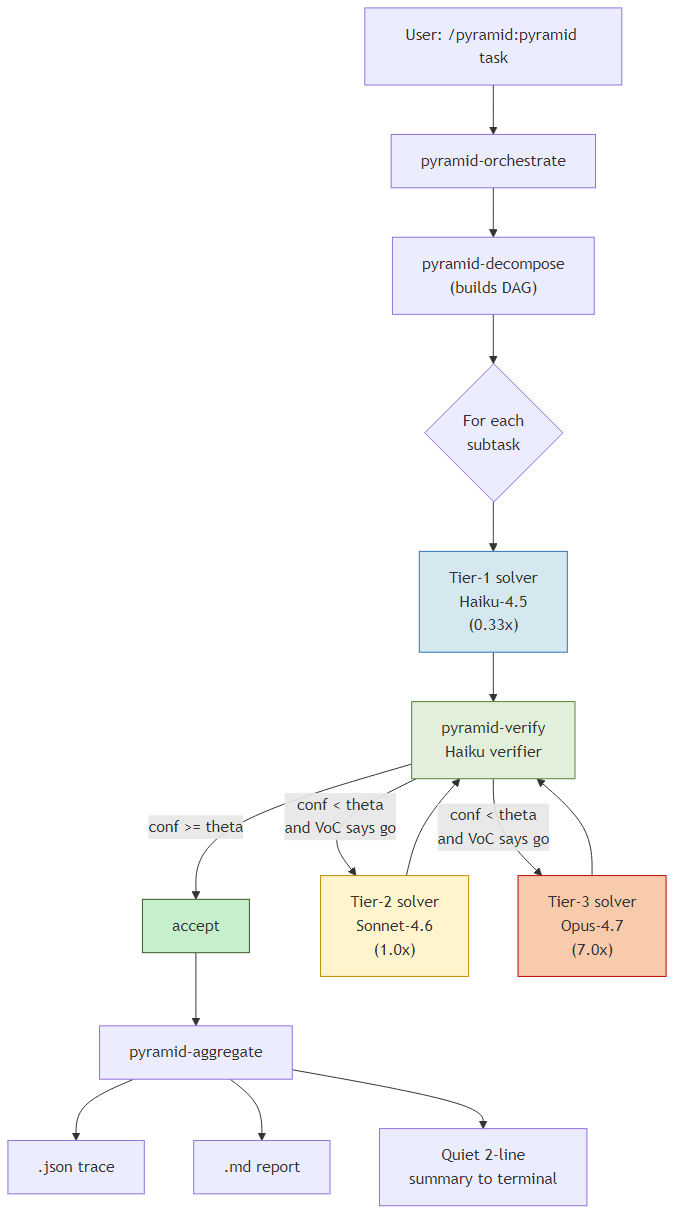 User: /pyramid:pyramid
task
pyramid-orchestrate
pyramid-decompose
(builds DAG)
For each
subtask
Tier-1 solver
Haiku-4.5
(0.33x)
pyramid-verify
Haiku verifier
conf >= theta
conf < theta
and VoC says go
conf < theta
and VoC says go
accept
Tier-2 solver
Sonnet-4.6
(1.0x)
Tier-3 solver
Opus-4.7
(7.0x)
pyramid-aggregate
.json trace
.md report
Quiet 2-line
summary to terminal